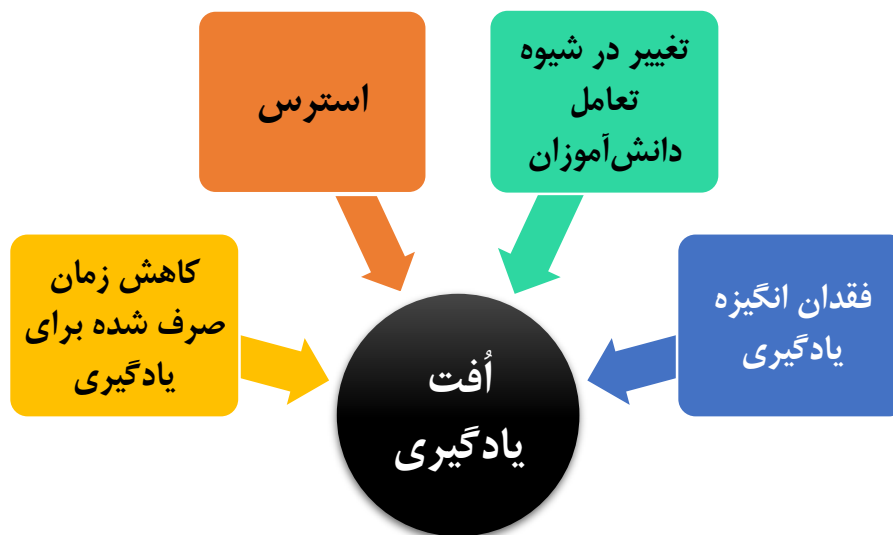 تغییر در شیوه
تعامل
دانش‌آموزان
استرس
فقدان انگیزه
یادگیری
کاهش زمان
صرف شده برای
یادگیری
اُفت
یادگیری